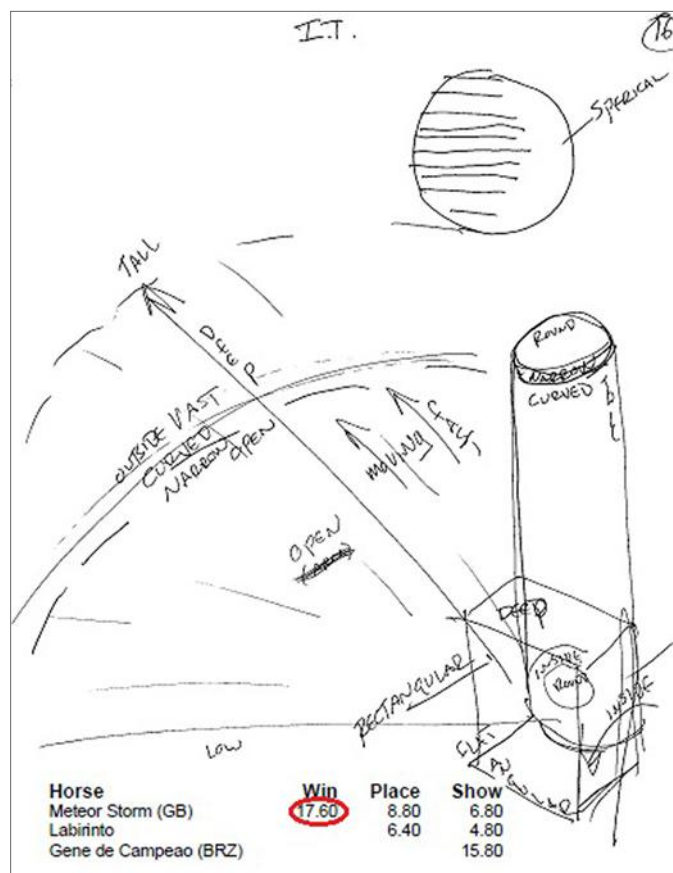 I.T.
16
SPERICAL
TALL
DEEP
ROUND
NARROW
CURVED
OUTSIDE VAST
CURVED
NARROW OPEN
MOVING
OPEN
DEEP
INSIDE
ROUND
RECTANGULAR
INSIDE
FLAT
ANGULAR
LOW
Horse Win Place Show
Meteor Storm (GB) 17.60 8.80 6.80
Labirinto 6.40 4.80
Gene de Campeao (BRZ) 15.80